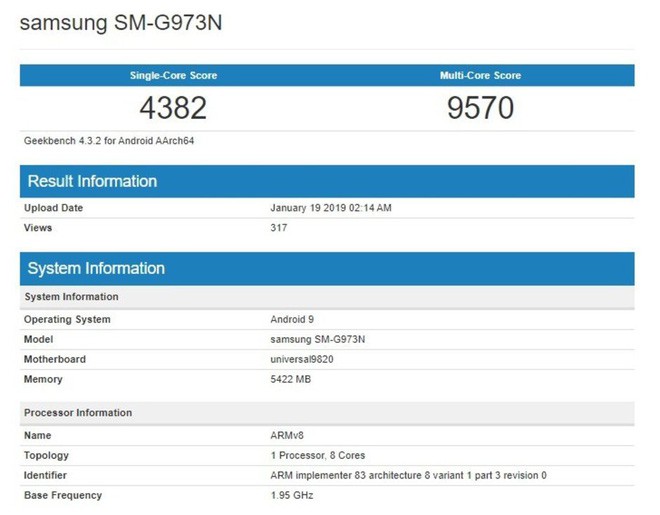 samsung SM-G973N
Single-Core Score Multi-Core Score
4382 9570
Geekbench 4.3.2 for Android AArch64
Result Information
Upload Date January 19 2019 02:14 AM
Views 317
System Information
System Information
Operating System Android 9
Model samsung SM-G973N
Motherboard universal9820
Memory 5422 MB
Processor Information
Name ARMv8
Topology 1 Processor, 8 Cores
Identifier ARM implementer 83 architecture 8 variant 1 part 3 revision 0
Base Frequency 1.95 GHz